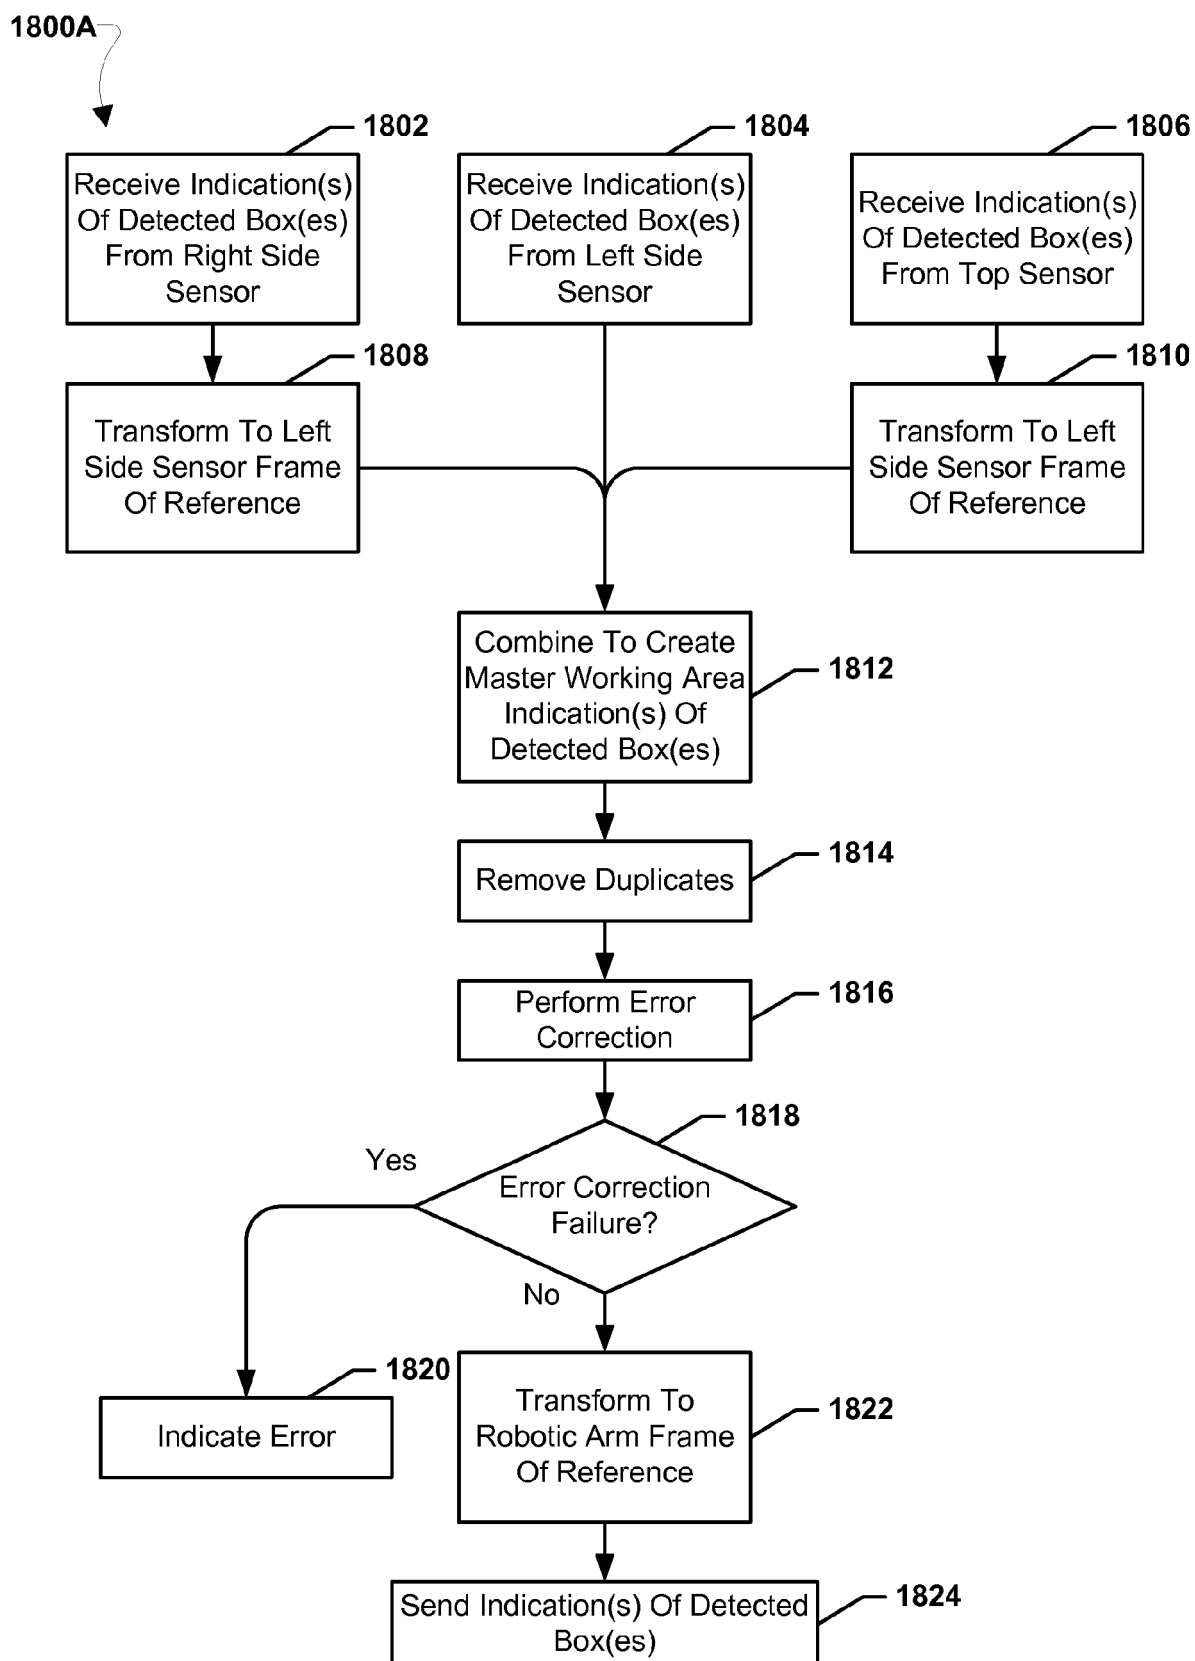 1800A
1802
Receive Indication(s)
Of Detected Box(es)
From Right Side
Sensor
1804
Receive Indication(s)
Of Detected Box(es)
From Left Side
Sensor
1806
Receive Indication(s)
Of Detected Box(es)
From Top Sensor
1808
Transform To Left
Side Sensor Frame
Of Reference
1810
Transform To Left
Side Sensor Frame
Of Reference
Combine To Create
Master Working Area
Indication(s) Of
Detected Box(es)
1812
Remove Duplicates
1814
Perform Error
Correction
1816
1818
Error Correction
Failure?
Yes
No
1820
Indicate Error
Transform To
Robotic Arm Frame
Of Reference
1822
Send Indication(s) Of Detected
Box(es)
1824